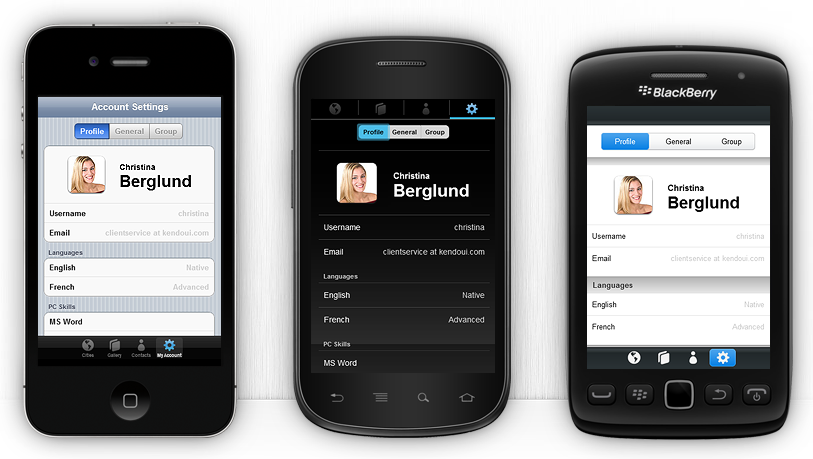 Account Settings
Profile General Group
Christina
Berglund
Username christina
Email clientservice at kendoui.com
Languages
English Native
French Advanced
PC Skills
MS Word
Cities Gallery Contacts My Account
Profile General Group
Christina
Berglund
Username christina
Email clientservice at kendoui.com
Languages
English Native
French Advanced
PC Skills
MS Word
BlackBerry
Profile General Group
Christina
Berglund
Username christina
Email clientservice at kendoui.com
Languages
English Native
French Advanced